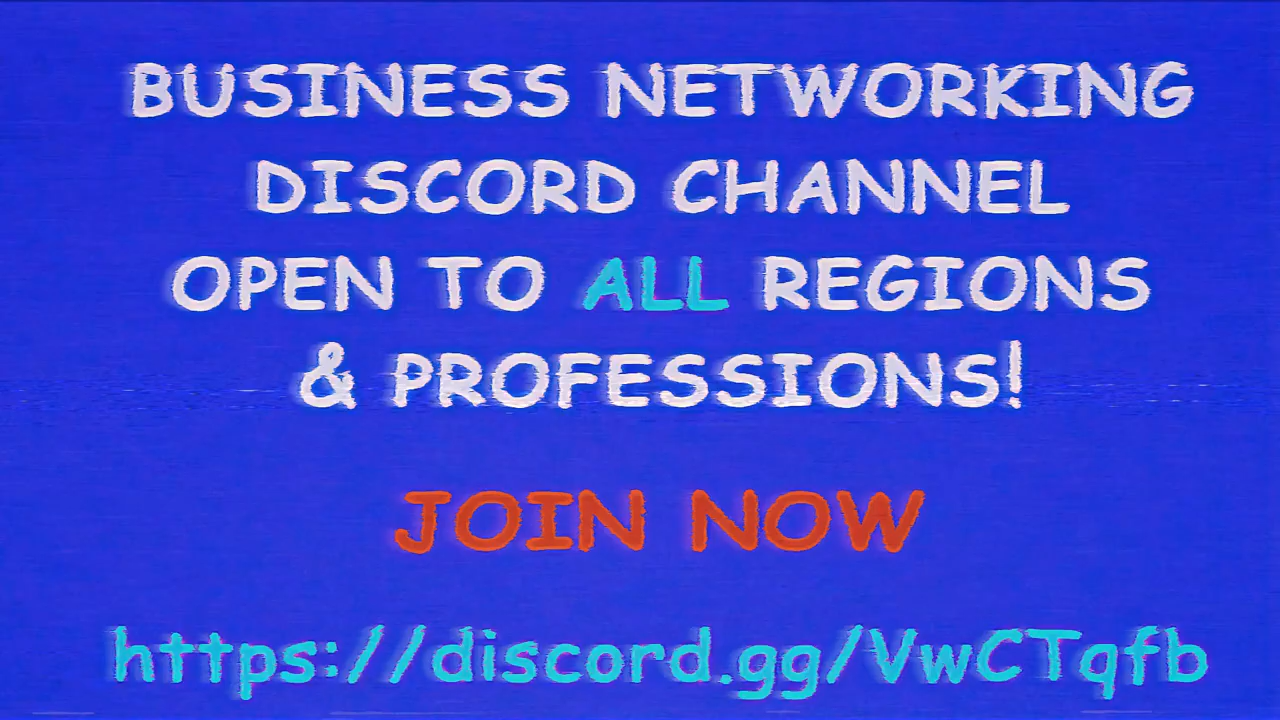 BUSINESS NETWORKING
DISCORD CHANNEL
OPEN TO ALL REGIONS
& PROFESSIONS!
JOIN NOW
https://discord.gg/VwCTqfb